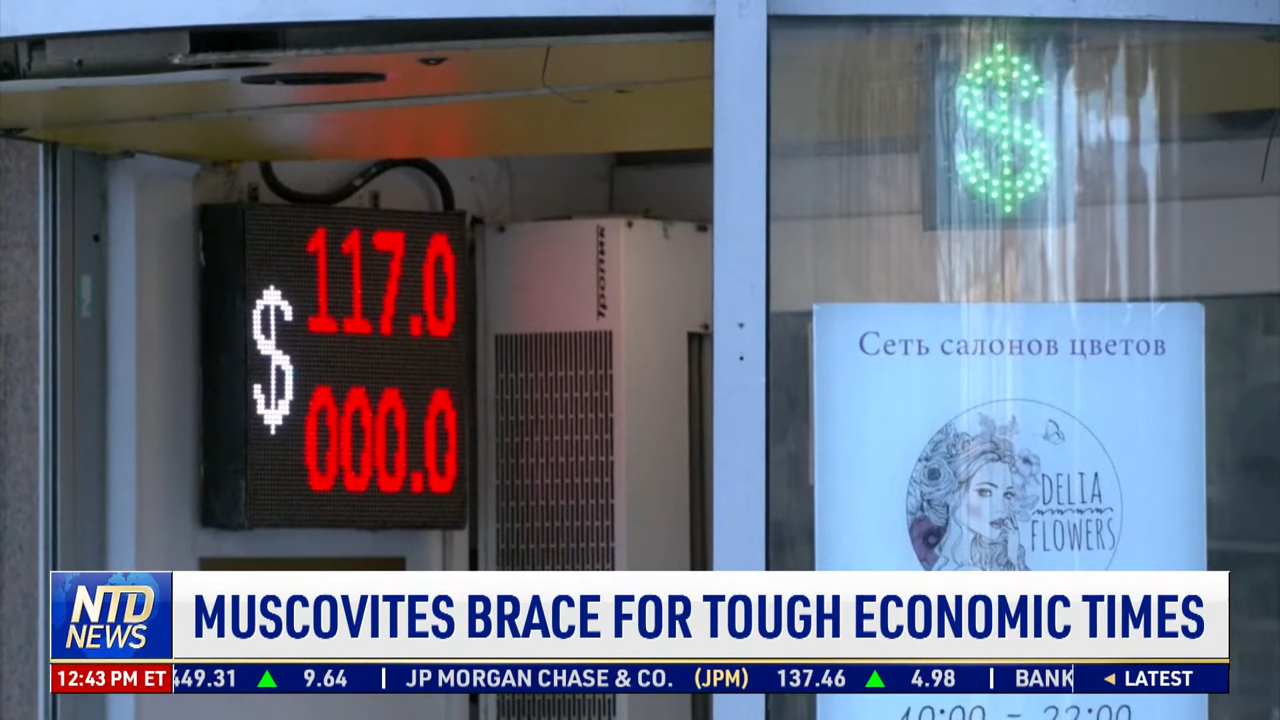 117.0
$
000.0
Тропик
$
Сеть салонов цветов
DELIA
FLOWERS
NTD
NEWS
MUSCOVITES BRACE FOR TOUGH ECONOMIC TIMES
12:43 PM ET
449.31 ▲ 9.64 | JP MORGAN CHASE & CO. (JPM) 137.46 ▲ 4.98 | BANK
◄ LATEST